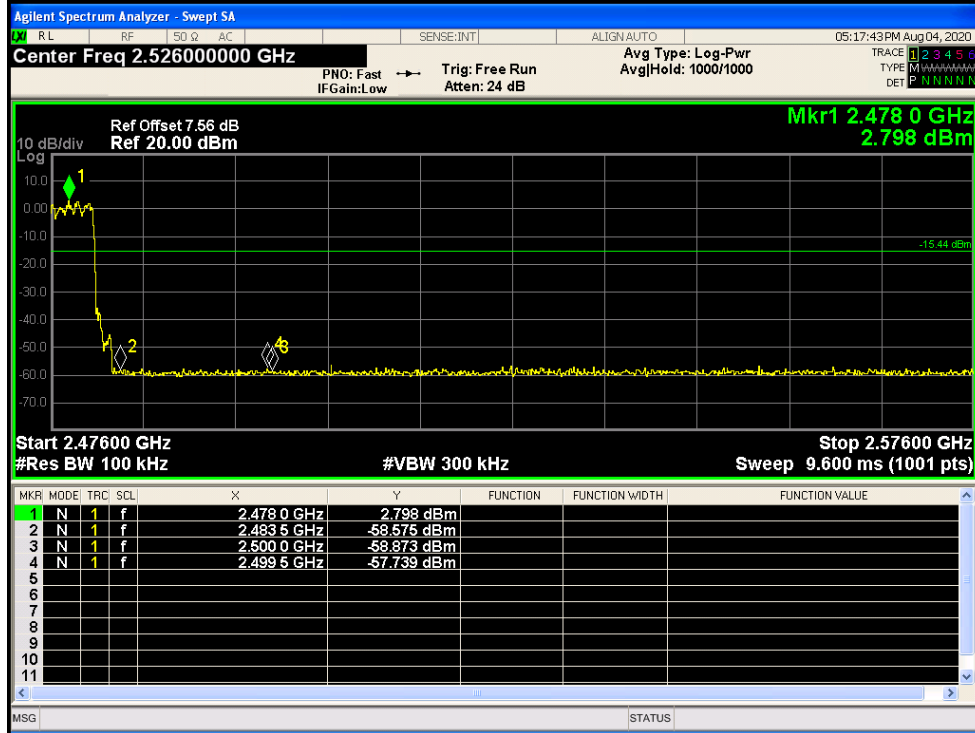 Agilent Spectrum Analyzer - Swept SA
LXI RL RF 50 Ω AC SENSE:INT ALIGNAUTO 05:17:43PM Aug 04, 2020
Center Freq 2.526000000 GHz
PNO: Fast
IFGain:Low
Trig: Free Run
Atten: 24 dB
Avg Type: Log-Pwr
Avg|Hold: 1000/1000
TRACE 1 2 3 4 5 6
TYPE M
DET P N N N N
Mkr1 2.478 0 GHz
2.798 dBm
Ref Offset 7.56 dB
10 dB/div Ref 20.00 dBm
Log
10.0
0.00
-10.0
-20.0
-30.0
-40.0
-50.0
-60.0
-70.0
1
-15.44 dBm
2
Start 2.47600 GHz Stop 2.57600 GHz
#Res BW 100 kHz #VBW 300 kHz Sweep 9.600 ms (1001 pts)
MKR MODE TRC SCL X Y FUNCTION FUNCTION WIDTH FUNCTION VALUE
1 N 1 f 2.478 0 GHz 2.798 dBm
2 N 1 f 2.483 5 GHz -58.575 dBm
3 N 1 f 2.500 0 GHz -58.873 dBm
4 N 1 f 2.499 5 GHz -57.739 dBm
5
6
7
8
9
10
11
MSG STATUS